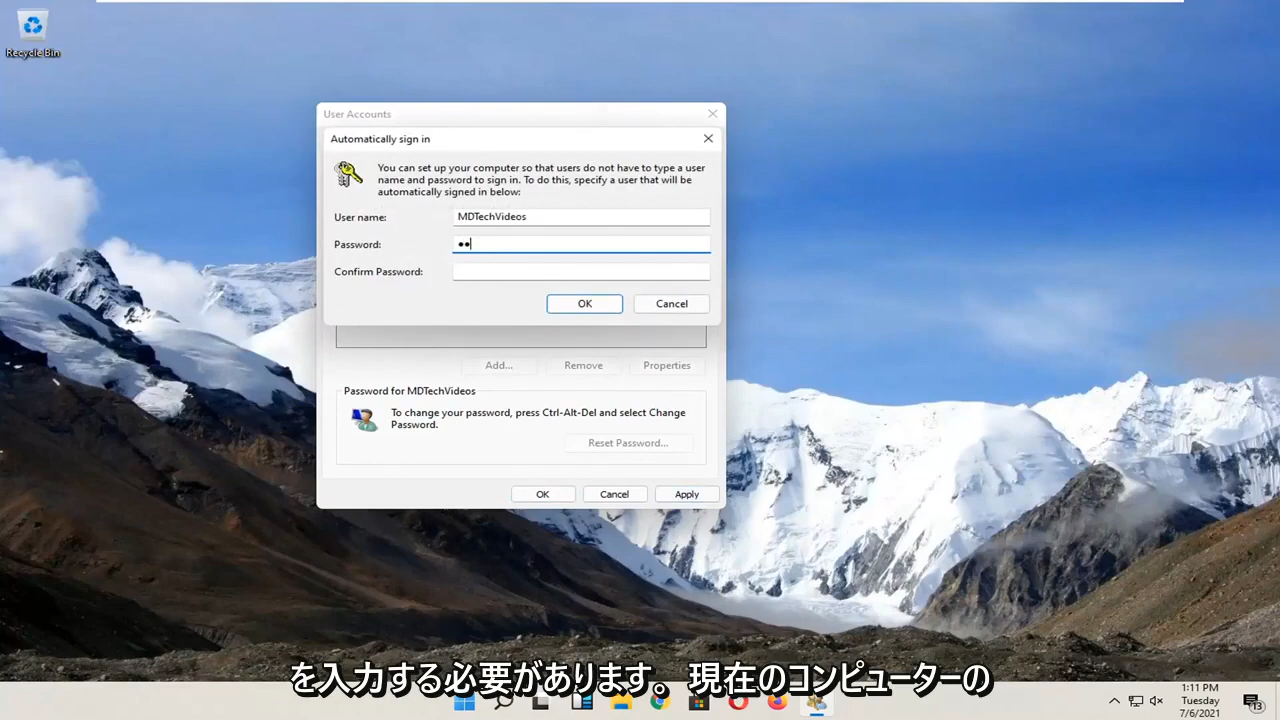 Recycle Bin
User Accounts
Automatically sign in
You can set up your computer so that users do not have to type a user
name and password to sign in. To do this, specify a user that will be
automatically signed in below:
User name:
MDTechVideos
Password:
Confirm Password:
OK
Cancel
Add...
Remove
Properties
Password for MDTechVideos
To change your password, press Ctrl-Alt-Del and select Change
Password.
Reset Password...
OK
Cancel
Apply
を入力する必要があります。現在のコンピューターの
1:11 PM
Tuesday
7/6/2021
13